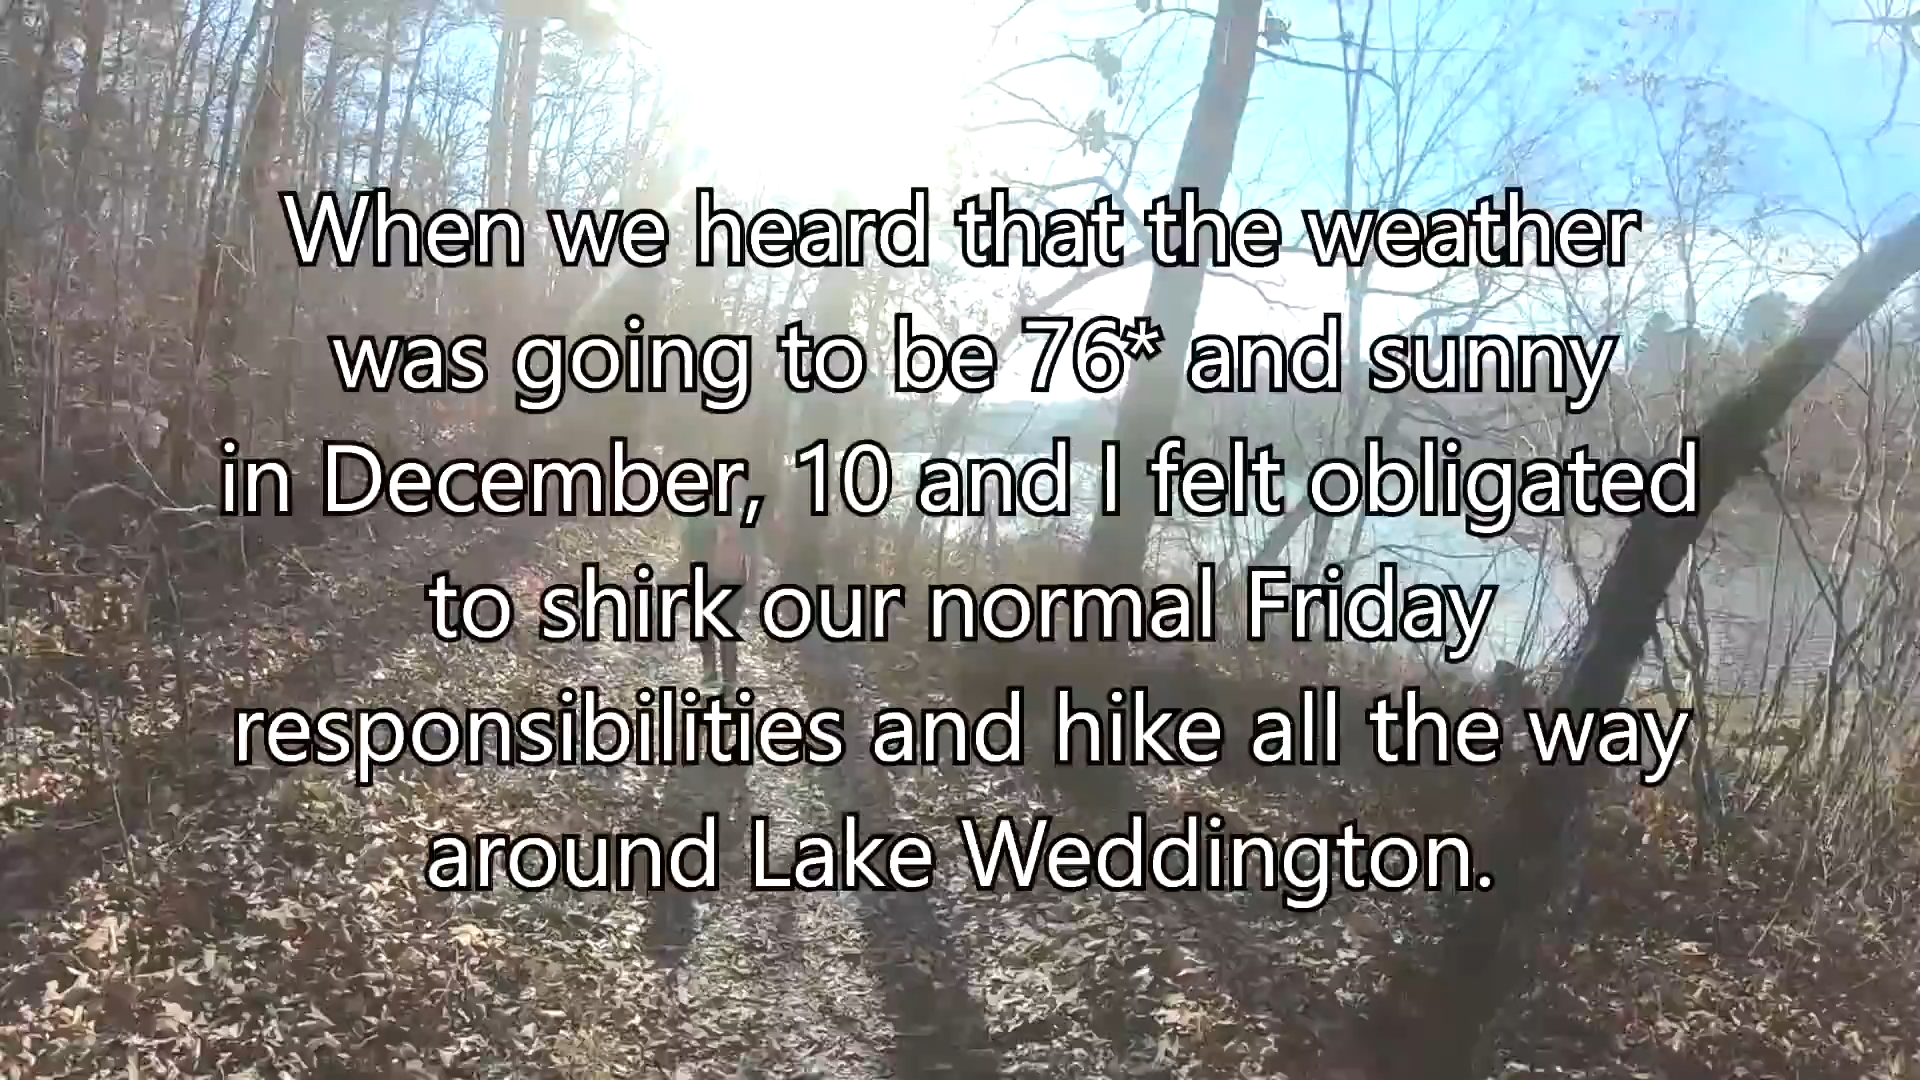 When we heard that the weather
was going to be 76* and sunny
in December, 10 and I felt obligated
to shirk our normal Friday
responsibilities and hike all the way
around Lake Weddington.